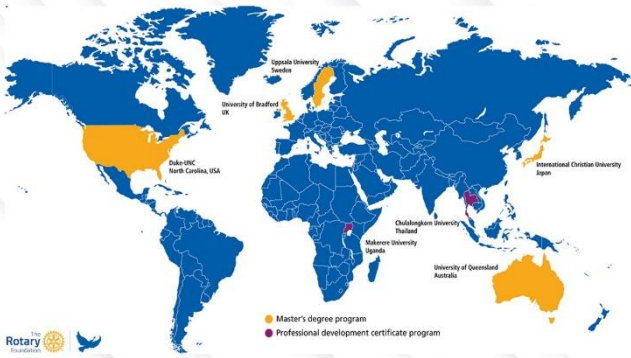 Uppsala University
Sweden
University of Bradford
UK
Duke-UNC
North Carolina, USA
International Christian University
Japan
Chulalongkorn University
Thailand
Makerere University
Uganda
University of Queensland
Australia
Master's degree program
Professional development certificate program
The
Rotary
Foundation